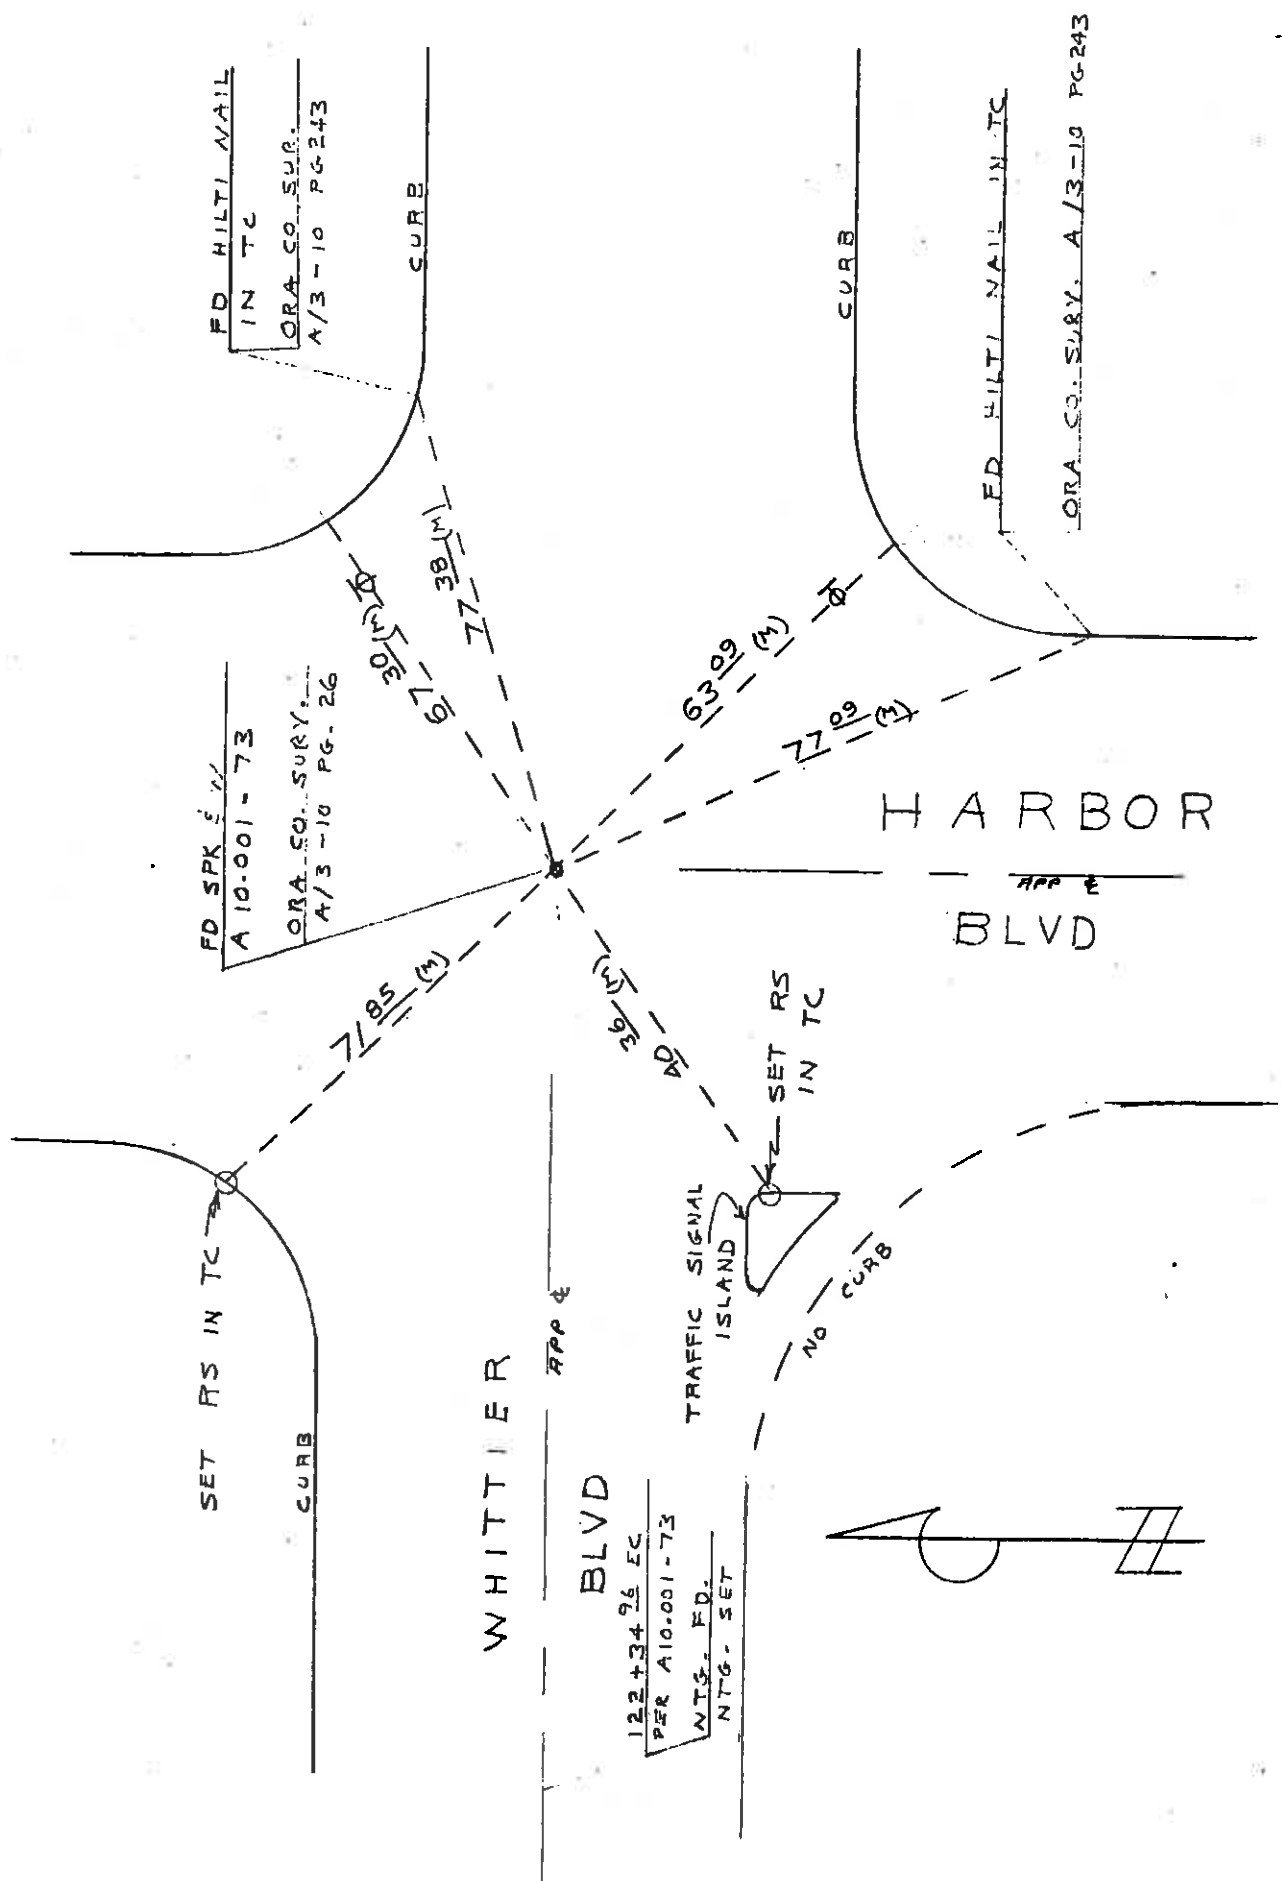 FD HILTI NAIL
IN TC
ORA CO. SUR.
A/3-10 PG 243
CURB
CURB
FD HILTI NAIL IN TC
ORA CO. SURV. A/3-10 PG-243
67 30 (M)
77 38 (M)
63 09 (M)
77 09 (M)
FD SPK & W
A 10.001-73
ORA CO. SURV.
A/3-10 PG. 26
HARBOR
APP ℄
BLVD
71 85 (M)
40 36 (M)
SET RS
IN TC
SET RS IN TC
CURB
TRAFFIC SIGNAL
ISLAND
NO CURB
WHITTIER
APP ℄
BLVD
122+34 96 EC
PER A10.001-73
NTG. FD.
NTG. SET
N